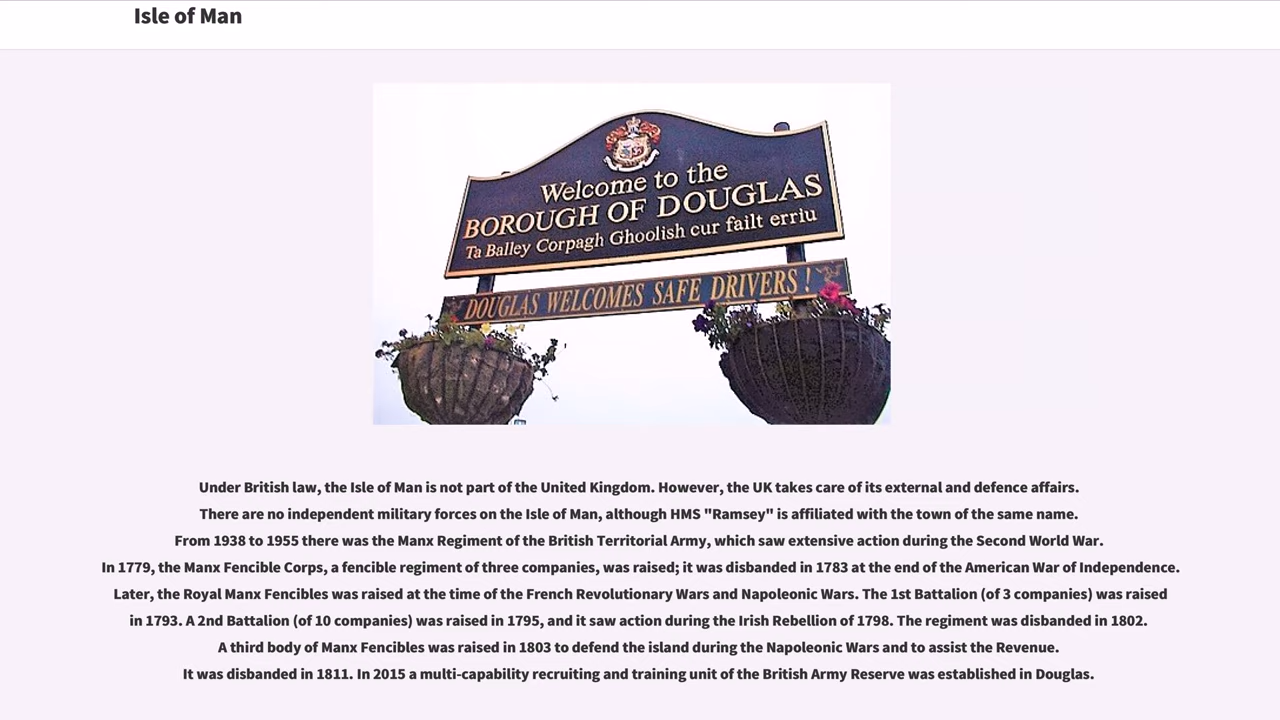 Isle of Man
Welcome to the
BOROUGH OF DOUGLAS
Ta Balley Corpagh Ghoolish cur failt erriu
DOUGLAS WELCOMES SAFE DRIVERS!
Under British law, the Isle of Man is not part of the United Kingdom. However, the UK takes care of its external and defence affairs.
There are no independent military forces on the Isle of Man, although HMS "Ramsey" is affiliated with the town of the same name.
From 1938 to 1955 there was the Manx Regiment of the British Territorial Army, which saw extensive action during the Second World War.
In 1779, the Manx Fencible Corps, a fencible regiment of three companies, was raised; it was disbanded in 1783 at the end of the American War of Independence.
Later, the Royal Manx Fencibles was raised at the time of the French Revolutionary Wars and Napoleonic Wars. The 1st Battalion (of 3 companies) was raised
in 1793. A 2nd Battalion (of 10 companies) was raised in 1795, and it saw action during the Irish Rebellion of 1798. The regiment was disbanded in 1802.
A third body of Manx Fencibles was raised in 1803 to defend the island during the Napoleonic Wars and to assist the Revenue.
It was disbanded in 1811. In 2015 a multi-capability recruiting and training unit of the British Army Reserve was established in Douglas.